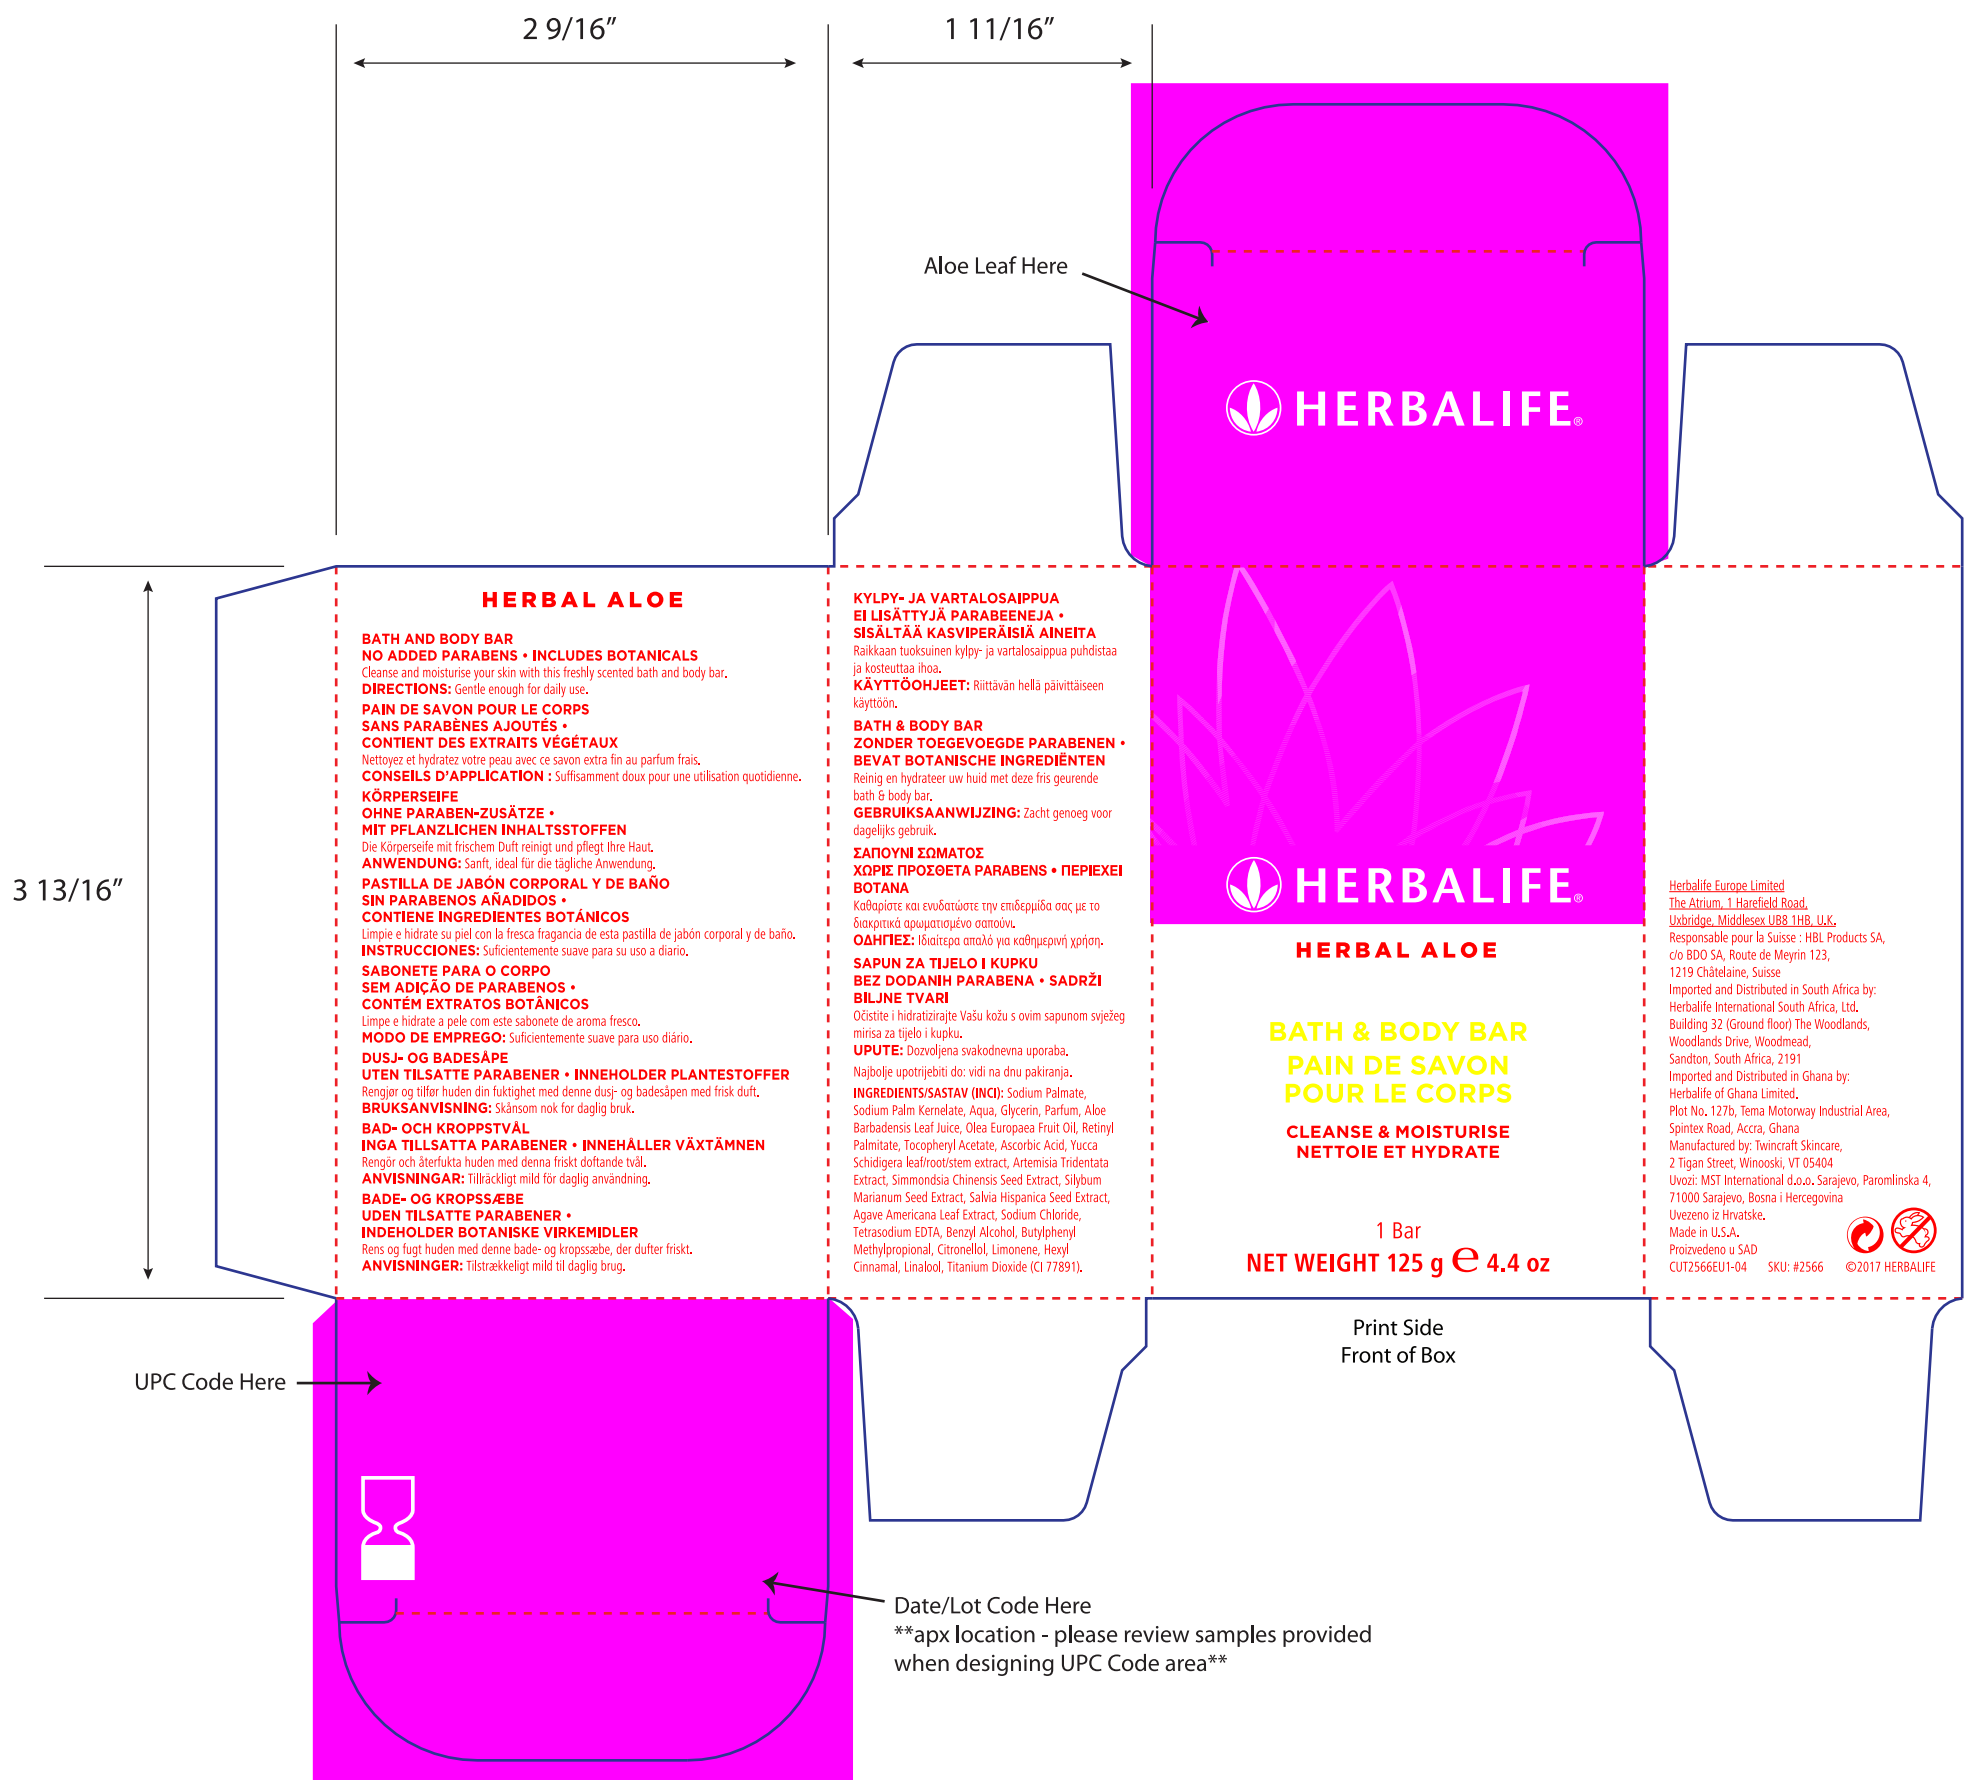 2 9/16”
1 11/16”
Aloe Leaf Here
HERBALIFE®
3 13/16”
HERBAL ALOE
BATH AND BODY BAR
NO ADDED PARABENS • INCLUDES BOTANICALS
Cleanse and moisturise your skin with this freshly scented bath and body bar.
DIRECTIONS: Gentle enough for daily use.
PAIN DE SAVON POUR LE CORPS
SANS PARABÈNES AJOUTÉS •
CONTIENT DES EXTRAITS VÉGÉTAUX
Nettoyez et hydratez votre peau avec ce savon extra fin au parfum frais.
CONSEILS D’APPLICATION : Suffisamment doux pour une utilisation quotidienne.
KÖRPERSEIFE
OHNE PARABEN-ZUSÄTZE •
MIT PFLANZLICHEN INHALTSSTOFFEN
Die Körperseife mit frischem Duft reinigt und pflegt Ihre Haut.
ANWENDUNG: Sanft, ideal für die tägliche Anwendung.
PASTILLA DE JABÓN CORPORAL Y DE BAÑO
SIN PARABENOS AÑADIDOS •
CONTIENE INGREDIENTES BOTÁNICOS
Limpie e hidrate su piel con la fresca fragancia de esta pastilla de jabón corporal y de baño.
INSTRUCCIONES: Suficientemente suave para su uso a diario.
SABONETE PARA O CORPO
SEM ADIÇÃO DE PARABENOS •
CONTÉM EXTRATOS BOTÂNICOS
Limpe e hidrate a pele com este sabonete de aroma fresco.
MODO DE EMPREGO: Suficientemente suave para uso diário.
DUSJ- OG BADESÅPE
UTEN TILSATTE PARABENER • INNEHOLDER PLANTESTOFFER
Rengjør og tilfør huden din fuktighet med denne dusj- og badesåpen med frisk duft.
BRUKSANVISNING: Skånsom nok for daglig bruk.
BAD- OCH KROPPSTVÅL
INGA TILLSATTA PARABENER • INNEHÅLLER VÄXTÄMNEN
Rengör och återfukta huden med denna friskt doftande tvål.
ANVISNINGAR: Tillräckligt mild för daglig användning.
BADE- OG KROPSSÆBE
UDEN TILSATTE PARABENER •
INDEHOLDER BOTANISKE VIRKEMIDLER
Rens og fugt huden med denne bade- og kropssæbe, der dufter friskt.
ANVISNINGER: Tilstrækkeligt mild til daglig brug.
KYLPY- JA VARTALOSAIPPUA
EI LISÄTTYJÄ PARABEENEJA •
SISÄLTÄÄ KASVIPERÄISIÄ AINEITA
Raikkaan tuoksuinen kylpy- ja vartalosaippua puhdistaa
ja kosteuttaa ihoa.
KÄYTTÖOHJEET: Riittävän hellä päivittäiseen
käyttöön.
BATH & BODY BAR
ZONDER TOEGEVOEGDE PARABENEN •
BEVAT BOTANISCHE INGREDIËNTEN
Reinig en hydrateer uw huid met deze fris geurende
bath & body bar.
GEBRUIKSAANWIJZING: Zacht genoeg voor
dagelijks gebruik.
ΣΑΠΟΥΝΙ ΣΩΜΑΤΟΣ
ΧΩΡΙΣ ΠΡΟΣΘΕΤΑ PARABENS • ΠΕΡΙΕΧΕΙ
ΒΟΤΑΝΑ
Καθαρίστε και ενυδατώστε την επιδερμίδα σας με το
διακριτικά αρωματισμένο σαπούνι.
ΟΔΗΓΙΕΣ: Ιδιαίτερα απαλό για καθημερινή χρήση.
SAPUN ZA TIJELO I KUPKU
BEZ DODANIH PARABENA • SADRŽI
BILJNE TVARI
Očistite i hidratizirajte Vašu kožu s ovim sapunom svježeg
mirisa za tijelo i kupku.
UPUTE: Dozvoljena svakodnevna uporaba.
Najbolje upotrijebiti do: vidi na dnu pakiranja.
INGREDIENTS/SASTAV (INCI): Sodium Palmate,
Sodium Palm Kernelate, Aqua, Glycerin, Parfum, Aloe
Barbadensis Leaf Juice, Olea Europaea Fruit Oil, Retinyl
Palmitate, Tocopheryl Acetate, Ascorbic Acid, Yucca
Schidigera leaf/root/stem extract, Artemisia Tridentata
Extract, Simmondsia Chinensis Seed Extract, Silybum
Marianum Seed Extract, Salvia Hispanica Seed Extract,
Agave Americana Leaf Extract, Sodium Chloride,
Tetrasodium EDTA, Benzyl Alcohol, Butylphenyl
Methylpropional, Citronellol, Limonene, Hexyl
Cinnamal, Linalool, Titanium Dioxide (CI 77891).
HERBALIFE®
HERBAL ALOE
BATH & BODY BAR
PAIN DE SAVON
POUR LE CORPS
CLEANSE & MOISTURISE
NETTOIE ET HYDRATE
1 Bar
NET WEIGHT 125 g ℮ 4.4 oz
Print Side
Front of Box
Herbalife Europe Limited
The Atrium, 1 Harefield Road,
Uxbridge, Middlesex UB8 1HB, U.K.
Responsable pour la Suisse : HBL Products SA,
c/o BDO SA, Route de Meyrin 123,
1219 Châtelaine, Suisse
Imported and Distributed in South Africa by:
Herbalife International South Africa, Ltd.
Building 32 (Ground floor) The Woodlands,
Woodlands Drive, Woodmead,
Sandton, South Africa, 2191
Imported and Distributed in Ghana by:
Herbalife of Ghana Limited.
Plot No. 127b, Tema Motorway Industrial Area,
Spintex Road, Accra, Ghana
Manufactured by: Twincraft Skincare,
2 Tigan Street, Winooski, VT 05404
Uvozi: MST International d.o.o. Sarajevo, Paromlinska 4,
71000 Sarajevo, Bosna i Hercegovina
Uvezeno iz Hrvatske.
Made in U.S.A.
Proizvedeno u SAD
CUT2566EU1-04 SKU: #2566 ©2017 HERBALIFE
UPC Code Here
Date/Lot Code Here
**apx location - please review samples provided
when designing UPC Code area**